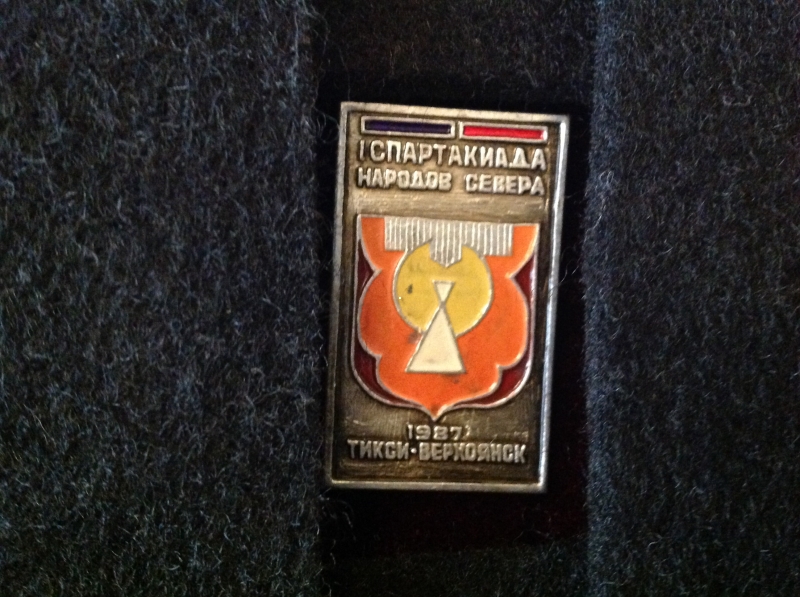 I СПАРТАКИАДА
НАРОДОВ СЕВЕРА
1987
ТИКСИ·ВЕРХОЯНСК